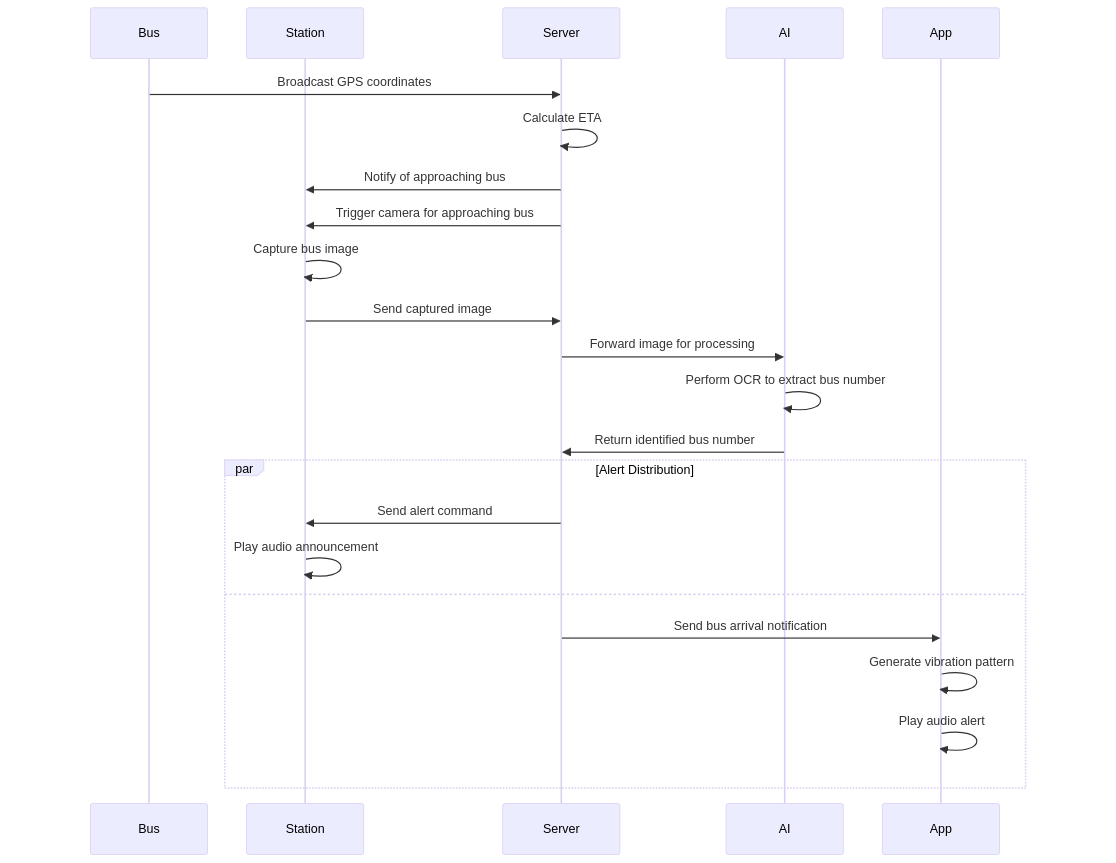 Bus
Station
Server
AI
App
Broadcast GPS coordinates
Calculate ETA
Notify of approaching bus
Trigger camera for approaching bus
Capture bus image
Send captured image
Forward image for processing
Perform OCR to extract bus number
Return identified bus number
par
[Alert Distribution]
Send alert command
Play audio announcement
Send bus arrival notification
Generate vibration pattern
Play audio alert
Bus
Station
Server
AI
App